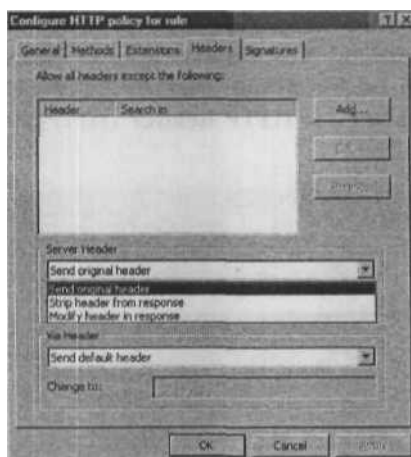 Configure HTTP policy for rule
General Methods Extensions Headers Signatures
Allow all headers except the following:
Header Search in
Add...
Server Header
Send original header
Send original header
Strip header from response
Modify header in response
Via Header
Send default header
Change to:
OK Cancel